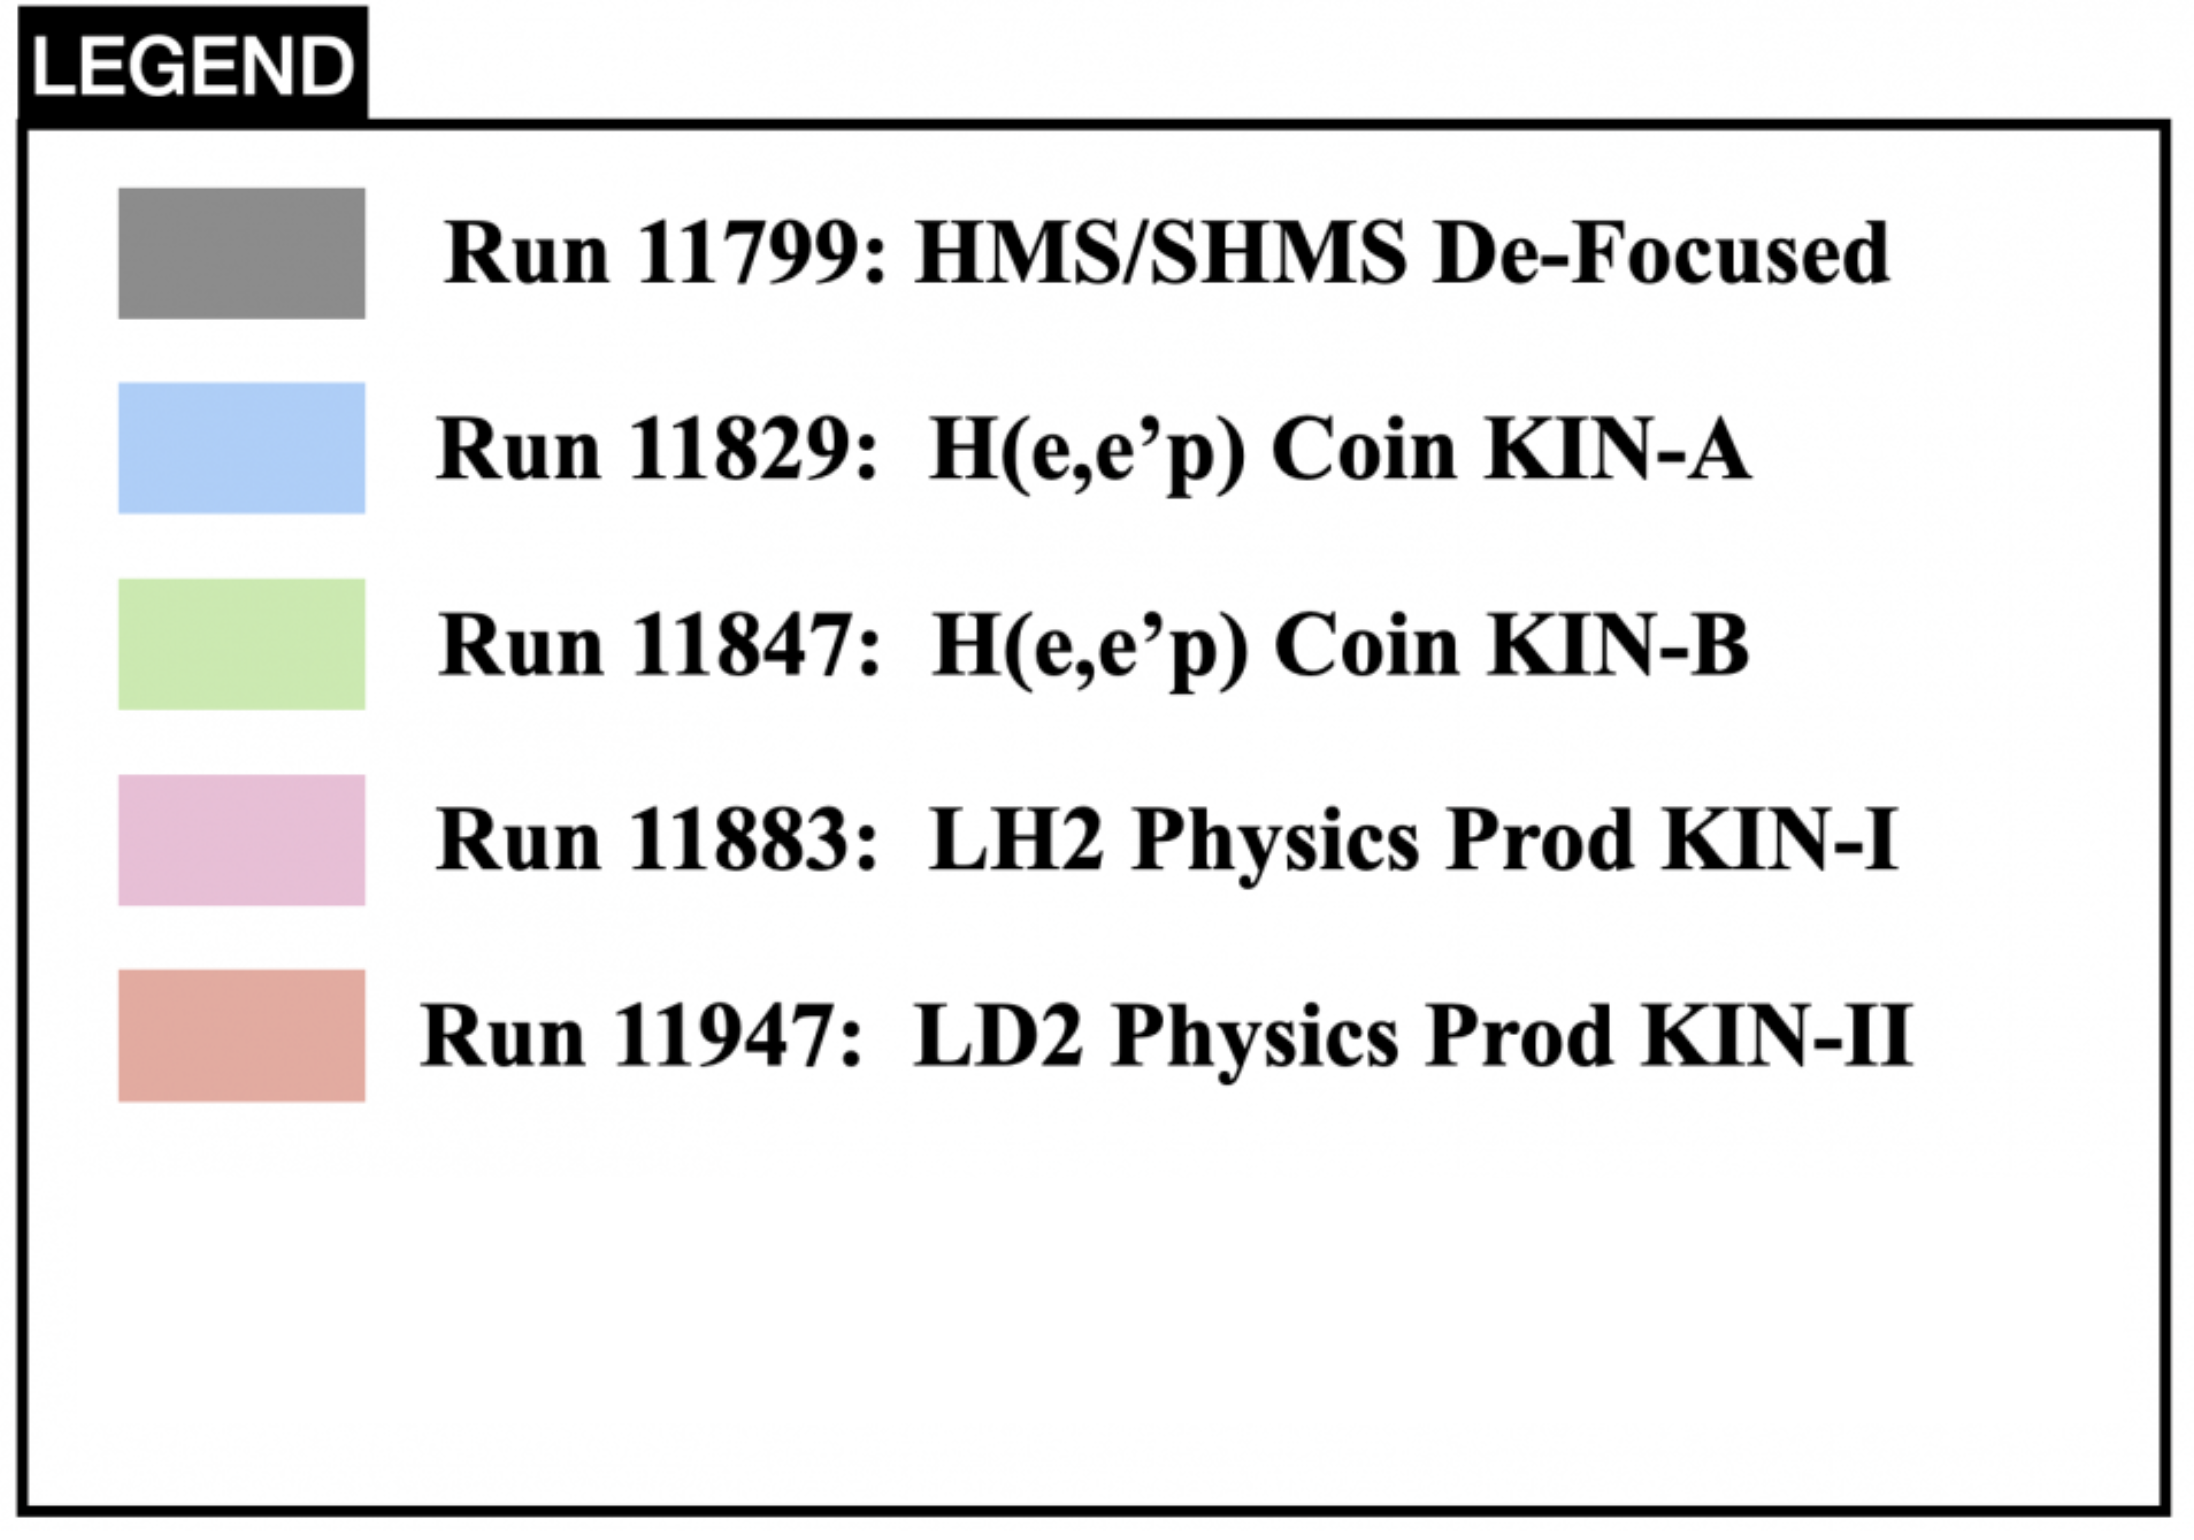 LEGEND
Run 11799: HMS/SHMS De-Focused
Run 11829: H(e,e’p) Coin KIN-A
Run 11847: H(e,e’p) Coin KIN-B
Run 11883: LH2 Physics Prod KIN-I
Run 11947: LD2 Physics Prod KIN-II